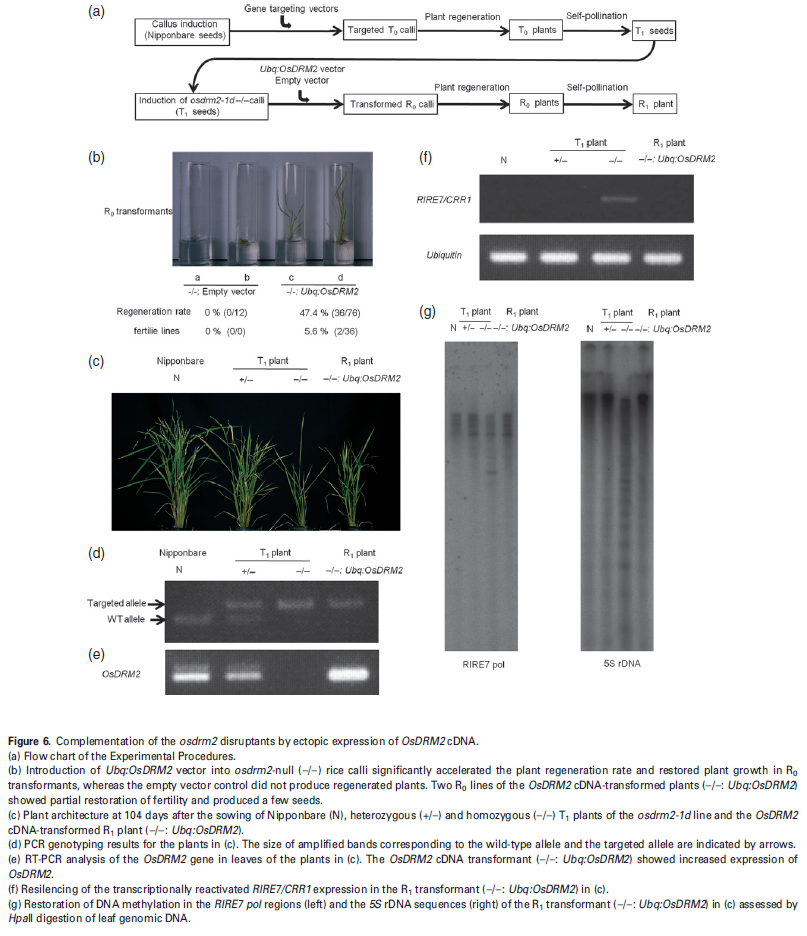 (a)
Gene targeting vectors
Callus induction
(Nipponbare seeds)
Targeted T0 calli
Plant regeneration
T0 plants
Self-pollination
T1 seeds
Ubq:OsDRM2 vector
Empty vector
Induction of osdrm2-1d−/−calli
(T1 seeds)
Transformed R0 calli
Plant regeneration
R0 plants
Self-pollination
R1 plant
(b)
R0 transformants
a b c d
-/-: Empty vector -/-: Ubq:OsDRM2
Regeneration rate 0 % (0/12) 47.4 % (36/76)
fertilie lines 0 % (0/0) 5.6 % (2/36)
(c)
Nipponbare T1 plant R1 plant
N +/− −/− −/−: Ubq:OsDRM2
(d)
Nipponbare T1 plant R1 plant
N +/− −/− −/−: Ubq:OsDRM2
Targeted allele
WT allele
(e)
OsDRM2
(f)
T1 plant R1 plant
N +/− −/− −/−: Ubq:OsDRM2
RIRE7/CRR1
Ubiquitin
(g)
T1 plant R1 plant
N +/− −/− −/−: Ubq:OsDRM2
RIRE7 pol
T1 plant R1 plant
N +/− −/− −/−: Ubq:OsDRM2
5S rDNA
Figure 6. Complementation of the osdrm2 disruptants by ectopic expression of OsDRM2 cDNA.
(a) Flow chart of the Experimental Procedures.
(b) Introduction of Ubq:OsDRM2 vector into osdrm2-null (−/−) rice calli significantly accelerated the plant regeneration rate and restored plant growth in R0
transformants, whereas the empty vector control did not produce regenerated plants. Two R0 lines of the OsDRM2 cDNA-transformed plants (−/−: Ubq:OsDRM2)
showed partial restoration of fertility and produced a few seeds.
(c) Plant architecture at 104 days after the sowing of Nipponbare (N), heterozygous (+/−) and homozygous (−/−) T1 plants of the osdrm2-1d line and the OsDRM2
cDNA-transformed R1 plant (−/−: Ubq:OsDRM2).
(d) PCR genotyping results for the plants in (c). The size of amplified bands corresponding to the wild-type allele and the targeted allele are indicated by arrows.
(e) RT-PCR analysis of the OsDRM2 gene in leaves of the plants in (c). The OsDRM2 cDNA transformant (−/−: Ubq:OsDRM2) showed increased expression of
OsDRM2.
(f) Resilencing of the transcriptionally reactivated RIRE7/CRR1 expression in the R1 transformant (−/−: Ubq:OsDRM2) in (c).
(g) Restoration of DNA methylation in the RIRE7 pol regions (left) and the 5S rDNA sequences (right) of the R1 transformant (−/−: Ubq:OsDRM2) in (c) assessed by
HpaII digestion of leaf genomic DNA.